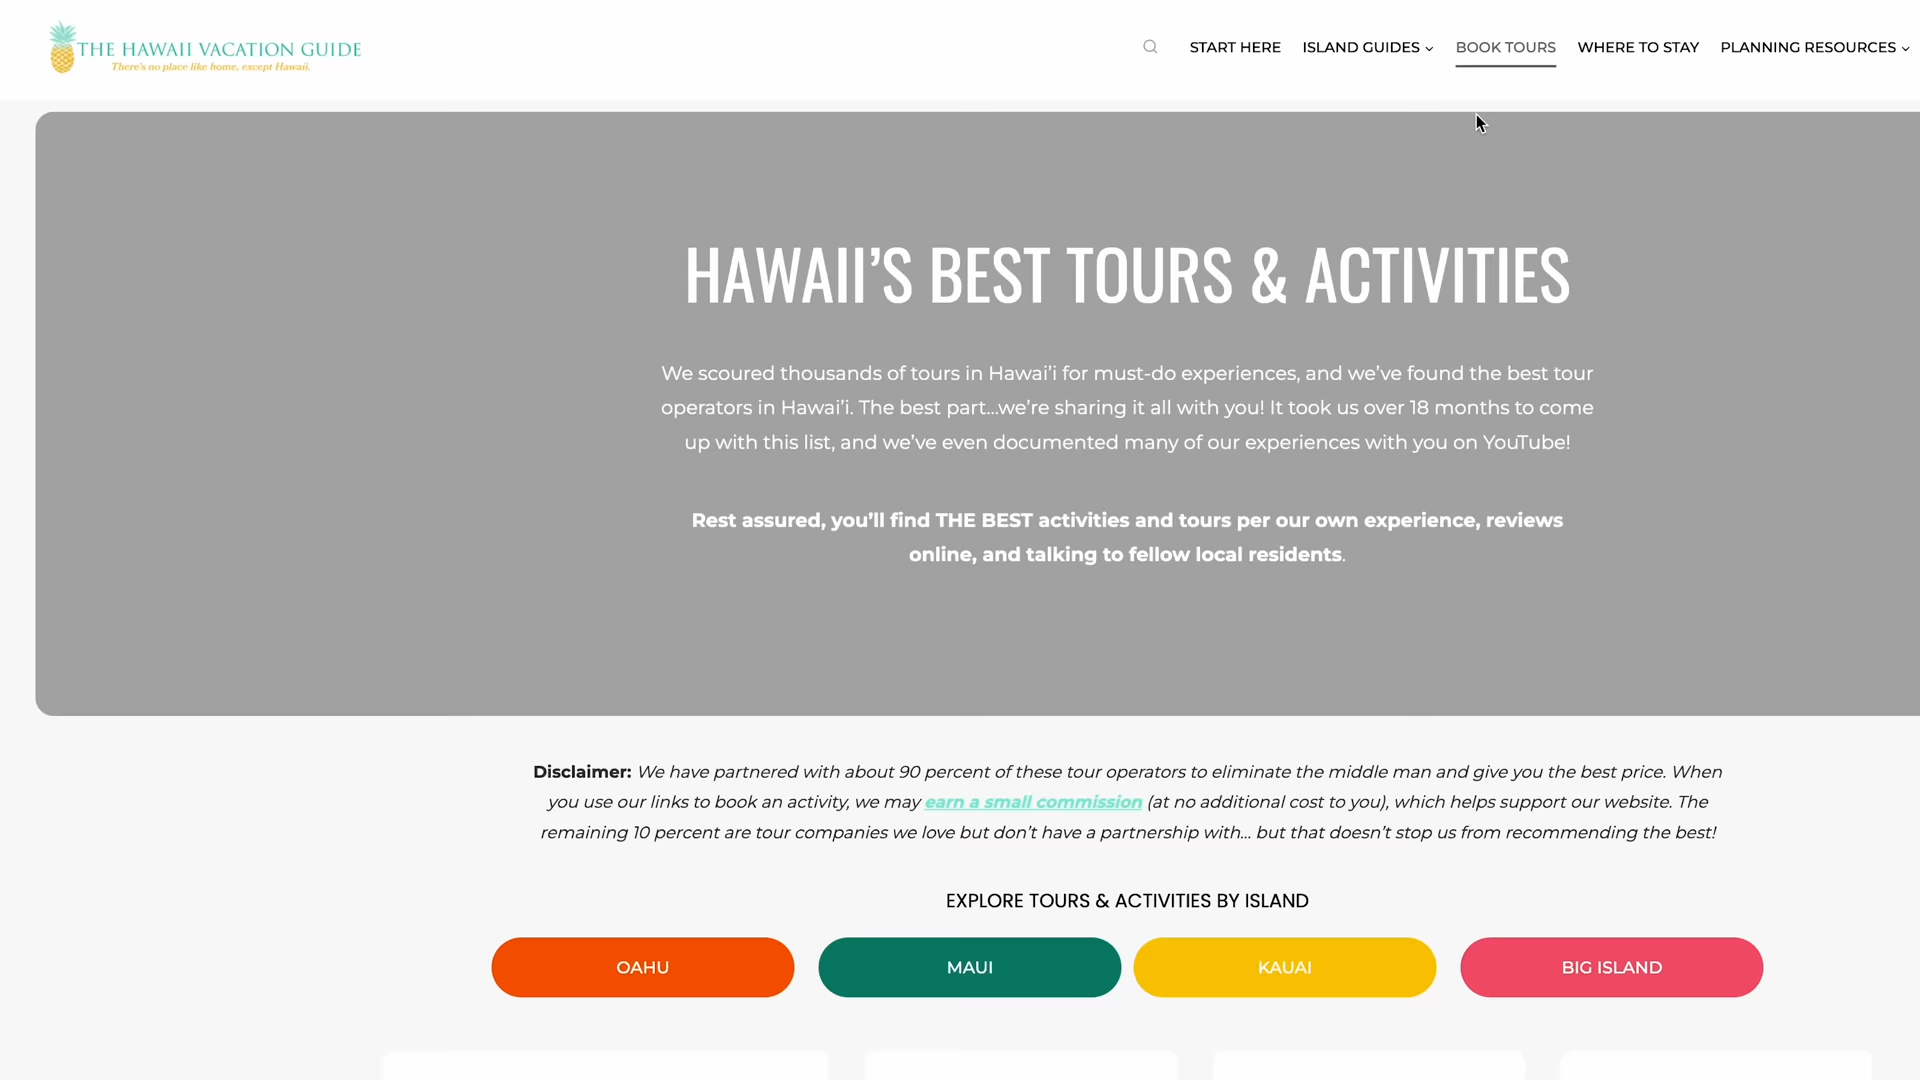 THE HAWAII VACATION GUIDE
There's no place like home, except Hawaii.
START HERE
ISLAND GUIDES
BOOK TOURS
WHERE TO STAY
PLANNING RESOURCES
HAWAII’S BEST TOURS & ACTIVITIES
We scoured thousands of tours in Hawai’i for must-do experiences, and we’ve found the best tour
operators in Hawai’i. The best part…we’re sharing it all with you! It took us over 18 months to come
up with this list, and we’ve even documented many of our experiences with you on YouTube!
Rest assured, you’ll find THE BEST activities and tours per our own experience, reviews
online, and talking to fellow local residents.
Disclaimer: We have partnered with about 90 percent of these tour operators to eliminate the middle man and give you the best price. When
you use our links to book an activity, we may earn a small commission (at no additional cost to you), which helps support our website. The
remaining 10 percent are tour companies we love but don’t have a partnership with… but that doesn’t stop us from recommending the best!
EXPLORE TOURS & ACTIVITIES BY ISLAND
OAHU
MAUI
KAUAI
BIG ISLAND